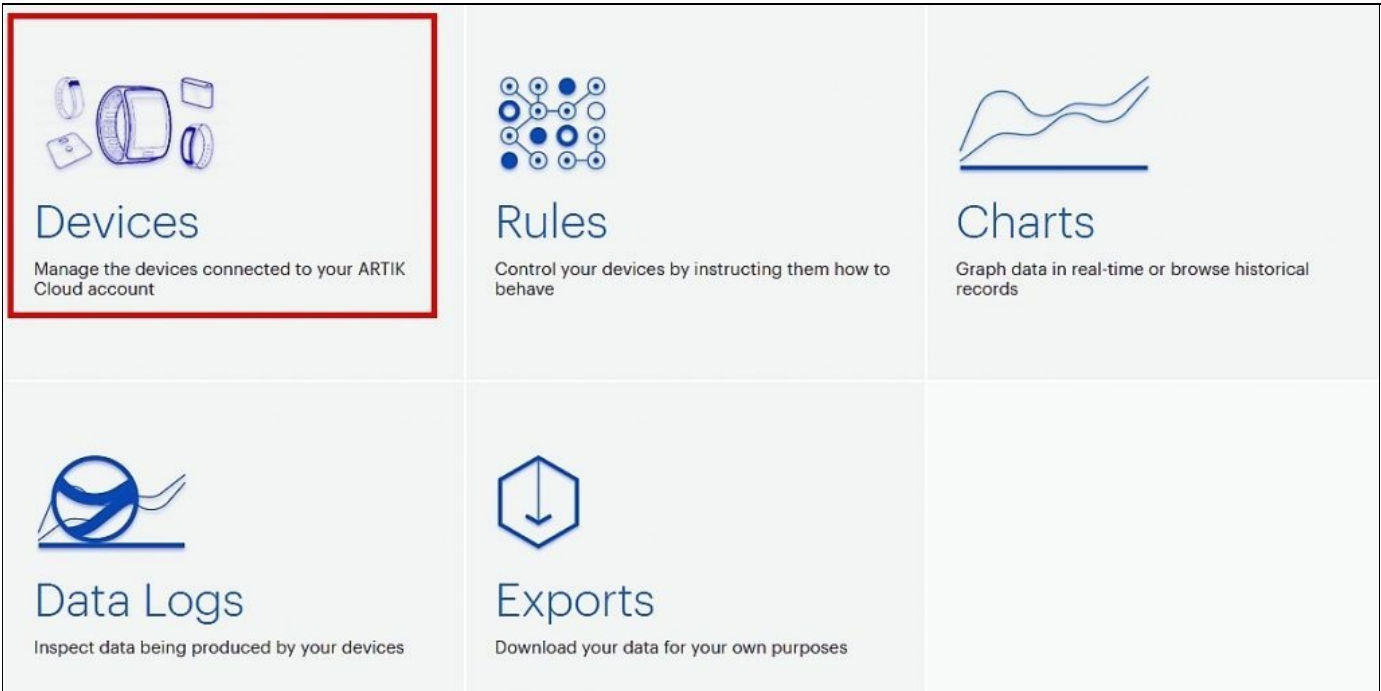 Devices
Manage the devices connected to your ARTIK
Cloud account
Rules
Control your devices by instructing them how to
behave
Charts
Graph data in real-time or browse historical
records
Data Logs
Inspect data being produced by your devices
Exports
Download your data for your own purposes